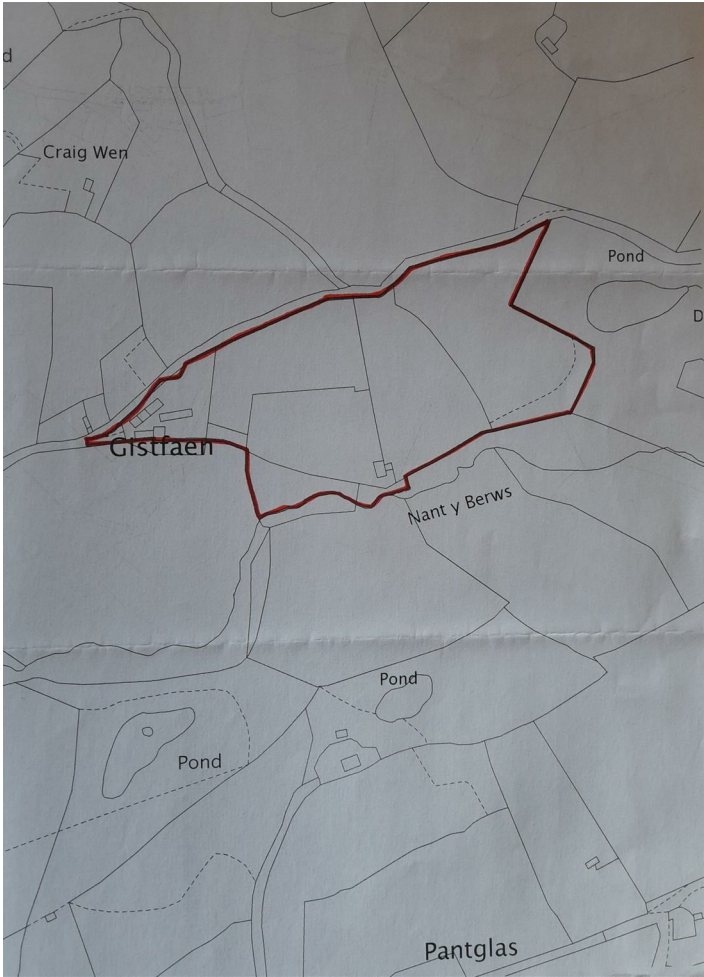 d
Craig Wen
Pond
D
Gistfaen
Nant y Berws
Pond
Pond
Pantglas